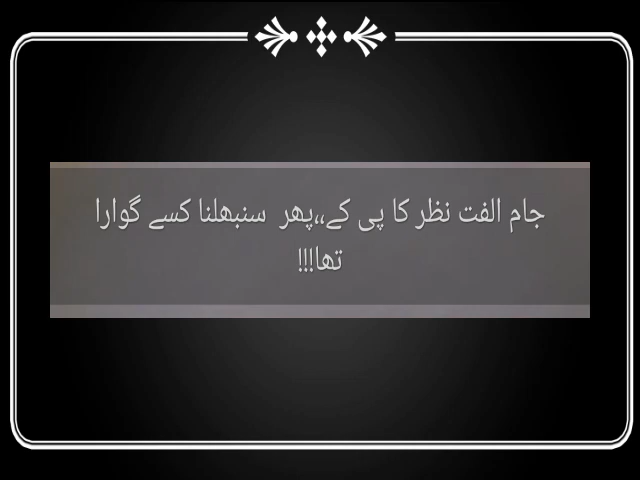 جام الفت نظر کا پی کے،،پھر  سنبھلنا کسے گوارا
تھا!!!